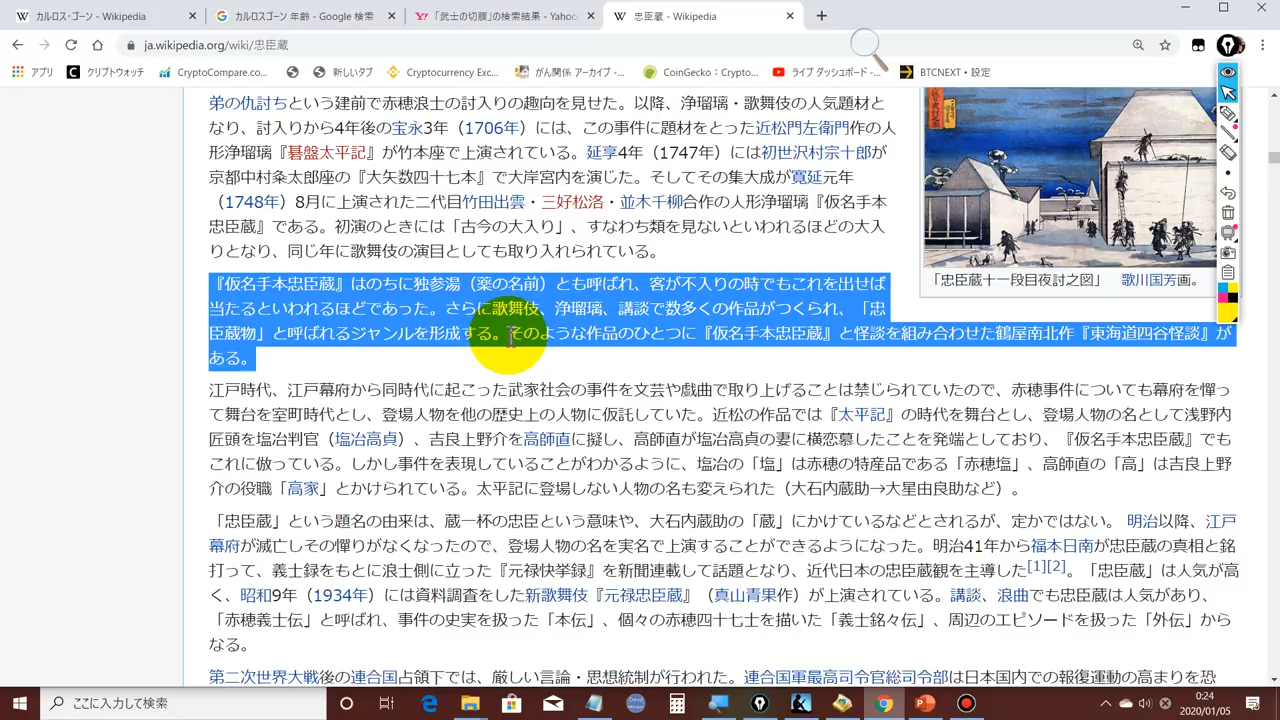 カルロス・ゴーン - Wikipedia
カルロスゴーン 年齢 - Google 検索
「武士の切腹」の検索結果 - Yahoo!
忠臣蔵 - Wikipedia
ja.wikipedia.org/wiki/忠臣蔵
アプリ
クリプトウォッチ
CryptoCompare.co...
新しいタブ
Cryptocurrency Exc...
がん関係 アーカイブ -...
CoinGecko：Crypto...
ライブ ダッシュボード -...
BTCNEXT・設定
弟の仇討ちという建前で赤穂浪士の討入りの趣向を見せた。以降、浄瑠璃・歌舞伎の人気題材と
なり、討入りから4年後の宝永3年（1706年）には、この事件に題材をとった近松門左衛門作の人
形浄瑠璃『碁盤太平記』が竹本座で上演されている。延享4年（1747年）には初世沢村宗十郎が
京都中村粂太郎座の『大矢数四十七本』で大岸宮内を演じた。そしてその集大成が寛延元年
（1748年）8月に上演された二代目竹田出雲・三好松洛・並木千柳合作の人形浄瑠璃『仮名手本
忠臣蔵』である。初演のときには「古今の大入り」、すなわち類を見ないといわれるほどの大入
りとなり、同じ年に歌舞伎の演目としても取り入れられている。
「忠臣蔵十一段目夜討之図」　歌川国芳画。
『仮名手本忠臣蔵』はのちに独参湯（薬の名前）とも呼ばれ、客が不入りの時でもこれを出せば
当たるといわれるほどであった。さらに歌舞伎、浄瑠璃、講談で数多くの作品がつくられ、「忠
臣蔵物」と呼ばれるジャンルを形成する。そのような作品のひとつに『仮名手本忠臣蔵』と怪談を組み合わせた鶴屋南北作『東海道四谷怪談』が
ある。
江戸時代、江戸幕府から同時代に起こった武家社会の事件を文芸や戯曲で取り上げることは禁じられていたので、赤穂事件についても幕府を憚っ
て舞台を室町時代とし、登場人物を他の歴史上の人物に仮託していた。近松の作品では『太平記』の時代を舞台とし、登場人物の名として浅野内
匠頭を塩冶判官（塩冶高貞）、吉良上野介を高師直に擬し、高師直が塩冶高貞の妻に横恋慕したことを発端としており、『仮名手本忠臣蔵』でも
これに倣っている。しかし事件を表現していることがわかるように、塩冶の「塩」は赤穂の特産品である「赤穂塩」、高師直の「高」は吉良上野
介の役職「高家」とかけられている。太平記に登場しない人物の名も変えられた（大石内蔵助→大星由良助など）。
「忠臣蔵」という題名の由来は、蔵一杯の忠臣という意味や、大石内蔵助の「蔵」にかけているなどとされるが、定かではない。 明治以降、江戸
幕府が滅亡しその憚りがなくなったので、登場人物の名を実名で上演することができるようになった。明治41年から福本日南が忠臣蔵の真相と銘
打って、義士録をもとに浪士側に立った『元禄快挙録』を新聞連載して話題となり、近代日本の忠臣蔵観を主導した[1][2]。「忠臣蔵」は人気が高
く、昭和9年（1934年）には資料調査をした新歌舞伎『元禄忠臣蔵』（真山青果作）が上演されている。講談、浪曲でも忠臣蔵は人気があり、
「赤穂義士伝」と呼ばれ、事件の史実を扱った「本伝」、個々の赤穂四十七士を描いた「義士銘々伝」、周辺のエピソードを扱った「外伝」から
なる。
第二次世界大戦後の連合国占領下では、厳しい言論・思想統制が行われた。連合国軍最高司令官総司令部は日本国内での報復運動の高まりを恐
ここに入力して検索
0:24
2020/01/05